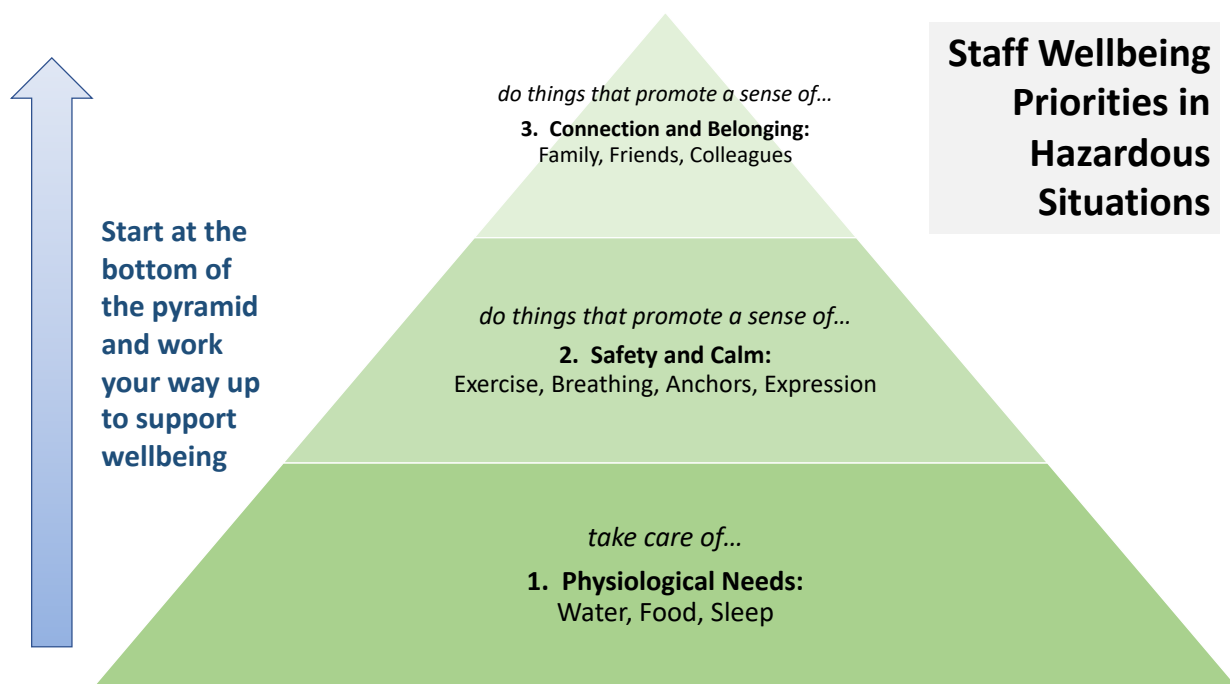 Staff Wellbeing
Priorities in
Hazardous
Situations
do things that promote a sense of…
3. Connection and Belonging:
Family, Friends, Colleagues
Start at the
bottom of
the pyramid
and work
your way up
to support
wellbeing
do things that promote a sense of…
2. Safety and Calm:
Exercise, Breathing, Anchors, Expression
take care of…
1. Physiological Needs:
Water, Food, Sleep